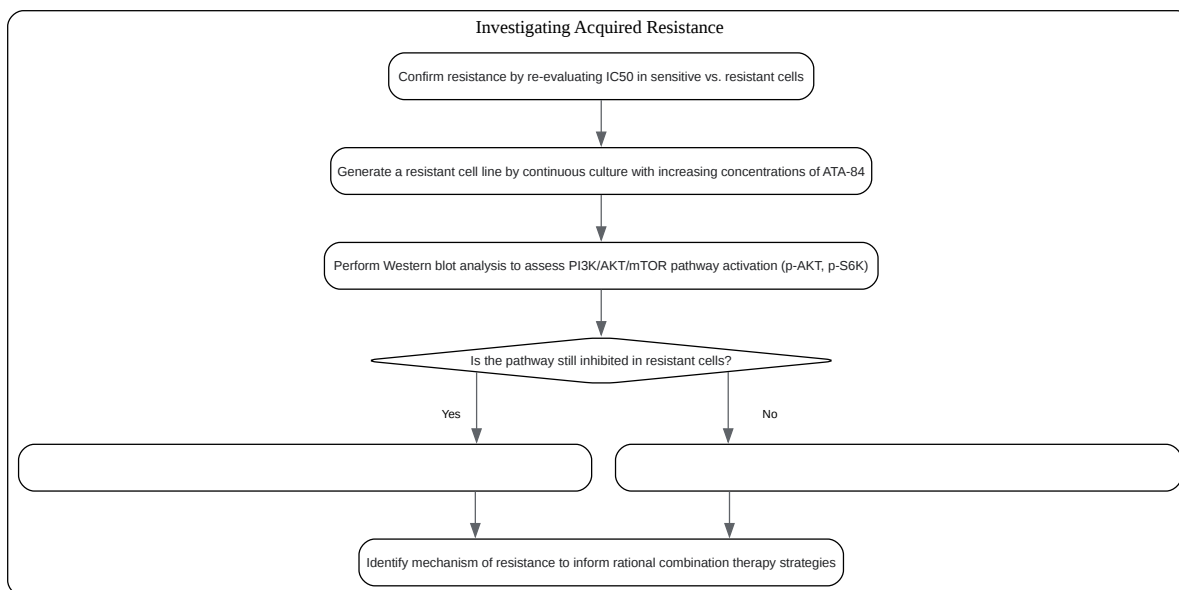 Investigating Acquired Resistance
Confirm resistance by re-evaluating IC50 in sensitive vs. resistant cells
Generate a resistant cell line by continuous culture with increasing concentrations of ATA-84
Perform Western blot analysis to assess PI3K/AKT/mTOR pathway activation (p-AKT, p-S6K)
Is the pathway still inhibited in resistant cells?
Yes
No
Identify mechanism of resistance to inform rational combination therapy strategies